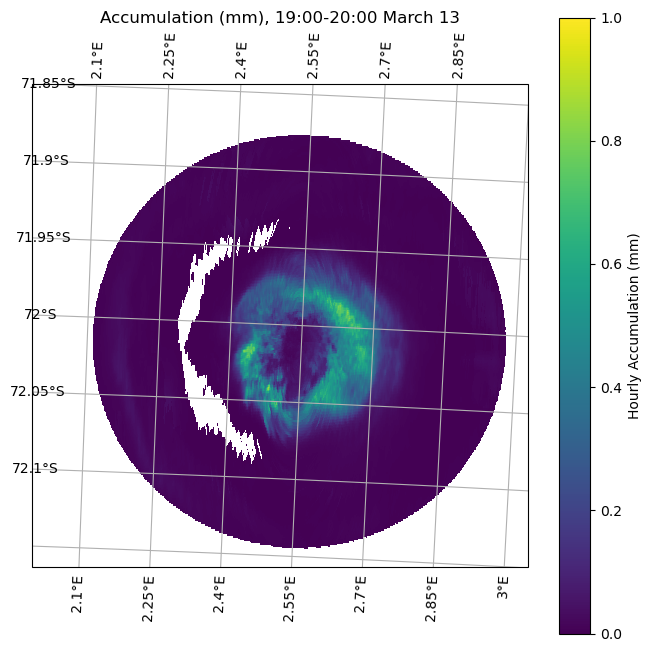 Accumulation (mm), 19:00-20:00 March 13
2.1°E
2.25°E
2.4°E
2.55°E
2.7°E
2.85°E
71.85°S
71.9°S
71.95°S
72°S
72.05°S
72.1°S
2.1°E
2.25°E
2.4°E
2.55°E
2.7°E
2.85°E
3°E
1.0
0.8
0.6
0.4
0.2
0.0
Hourly Accumulation (mm)